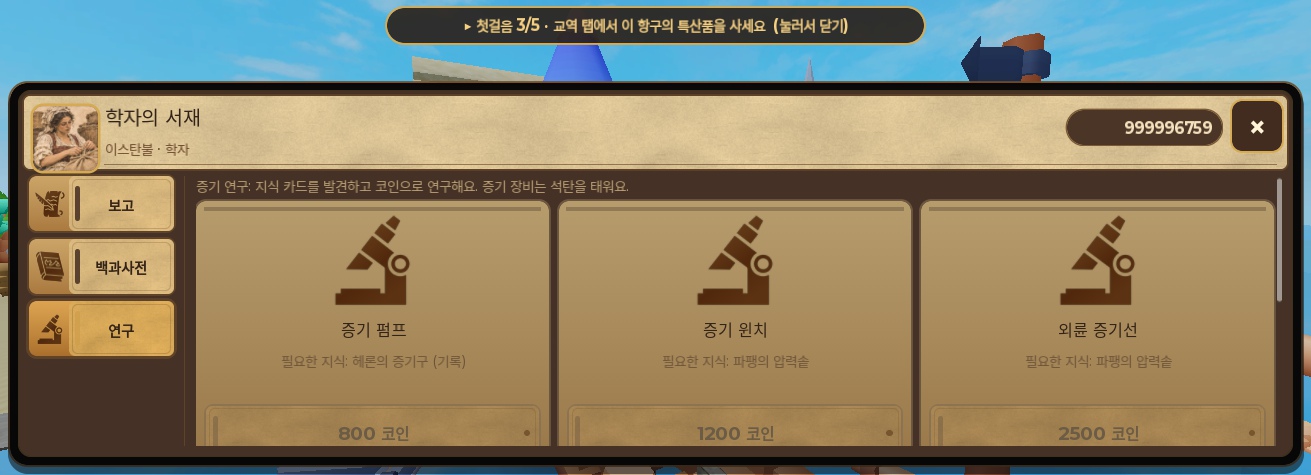 ▸ 첫걸음 3/5 · 교역 탭에서 이 항구의 특산품을 사세요 (눌러서 닫기)
학자의 서재
이스탄불 · 학자
999996759
×
보고
백과사전
연구
증기 연구: 지식 카드를 발견하고 코인으로 연구해요. 증기 장비는 석탄을 태워요.
증기 펌프
필요한 지식: 헤론의 증기구 (기록)
800 코인
증기 윈치
필요한 지식: 파팽의 압력솥
1200 코인
외륜 증기선
필요한 지식: 파팽의 압력솥
2500 코인